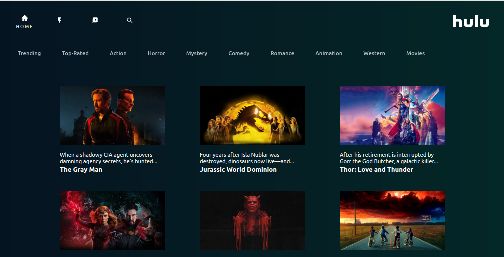 HOME
hulu
Trending Top-Rated Action Horror Mystery Comedy Romance Animation Western Movies
When a shadowy CIA agent uncovers
damning agency secrets, he's hunted...
The Gray Man
Four years after Isla Nublar was
destroyed, dinosaurs now live—and...
Jurassic World Dominion
After his retirement is interrupted by
Gorr the God Butcher, a galactic killer...
Thor: Love and Thunder